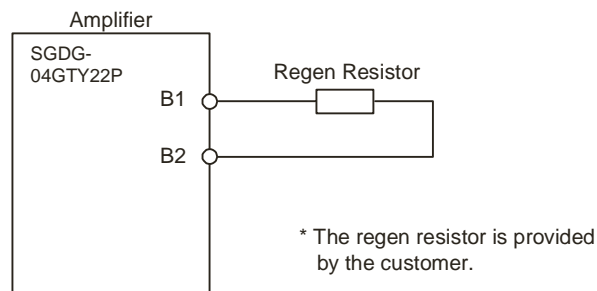 Amplifier
SGDG-
04GTY22P
Regen Resistor
B1
B2
* The regen resistor is provided
by the customer.